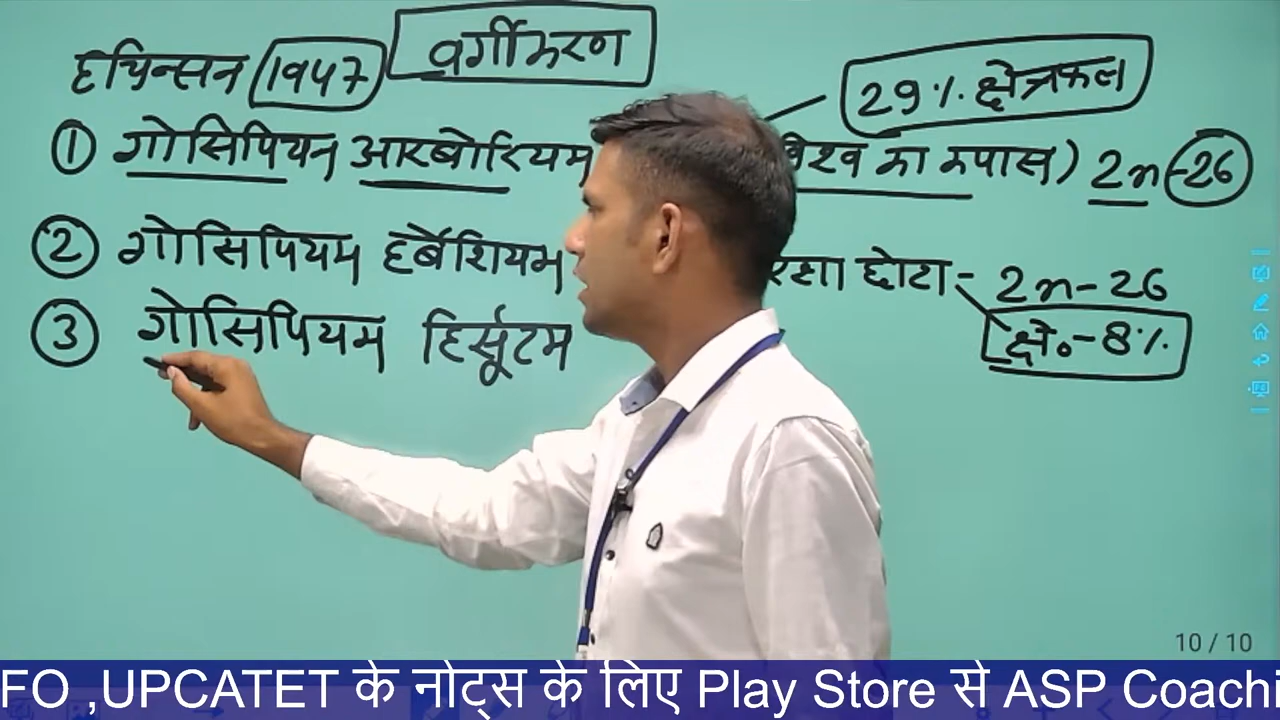 हचिन्सन 1947 वर्गीकरण
29% क्षेत्रफल
① गोसिपियन आरबोरियम विश्व का कपास) 2n-26
② गोसिपियम हर्बेशियम रेशा छोटा - 2n-26
क्षे०-8%
③ गोसिपियम हिर्सूटम
10 / 10
FO ,UPCATET के नोट्स के लिए Play Store से ASP Coachi